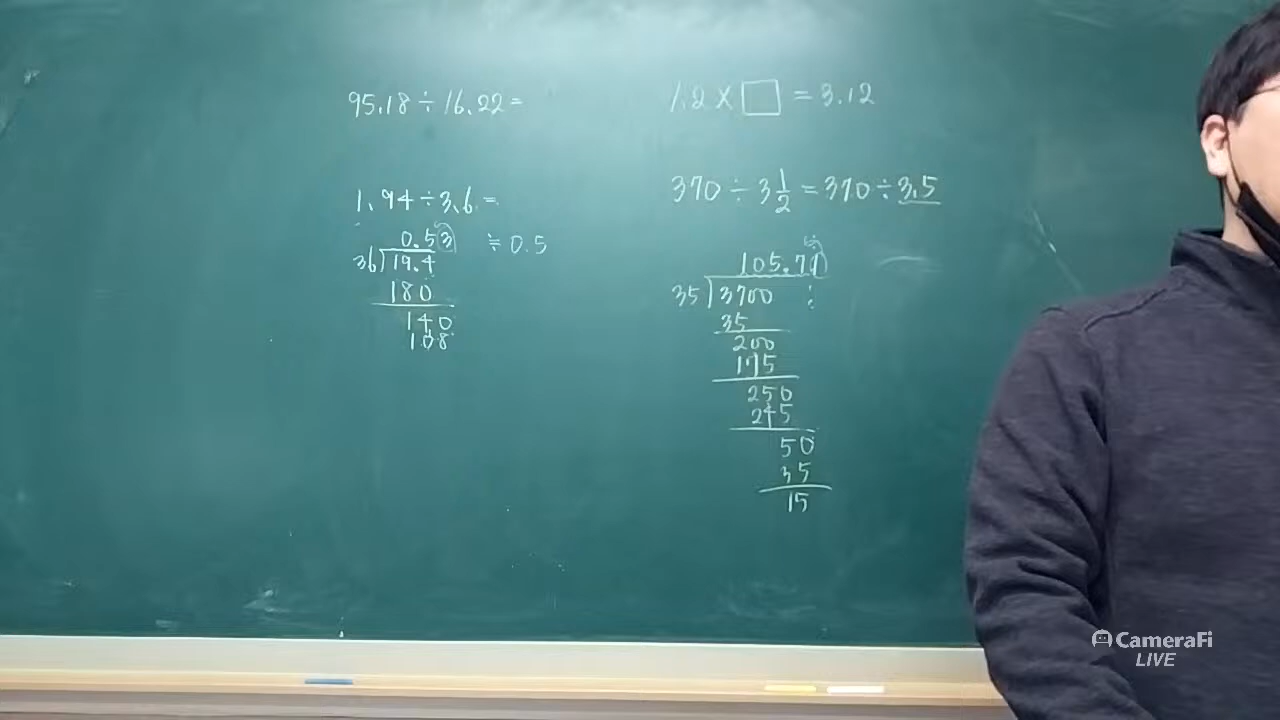 95.18 ÷ 16.22 =
1.94 ÷ 3.6 =
0.53 ≒ 0.5
36)19.4
180
140
108
1.2 × □ = 3.12
370 ÷ 3 1/2 = 370 ÷ 3.5
105.71
35)3700
35
200
175
250
245
50
35
15
CameraFi
LIVE